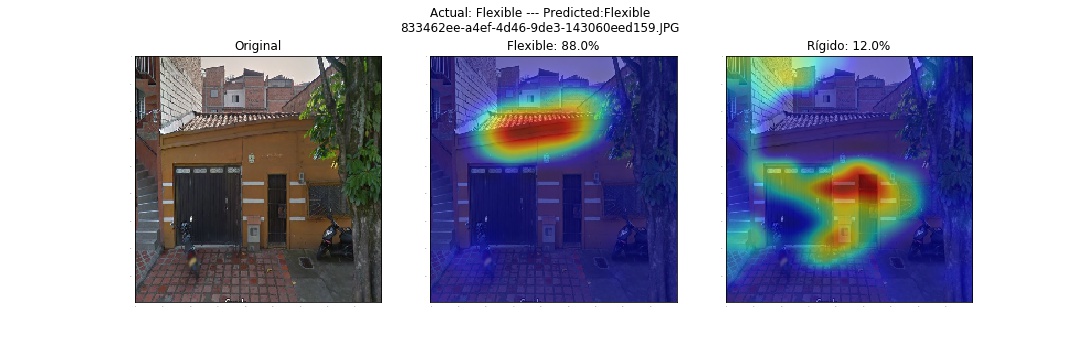 Actual: Flexible --- Predicted:Flexible
833462ee-a4ef-4d46-9de3-143060eed159.JPG
Original
Flexible: 88.0%
Rígido: 12.0%